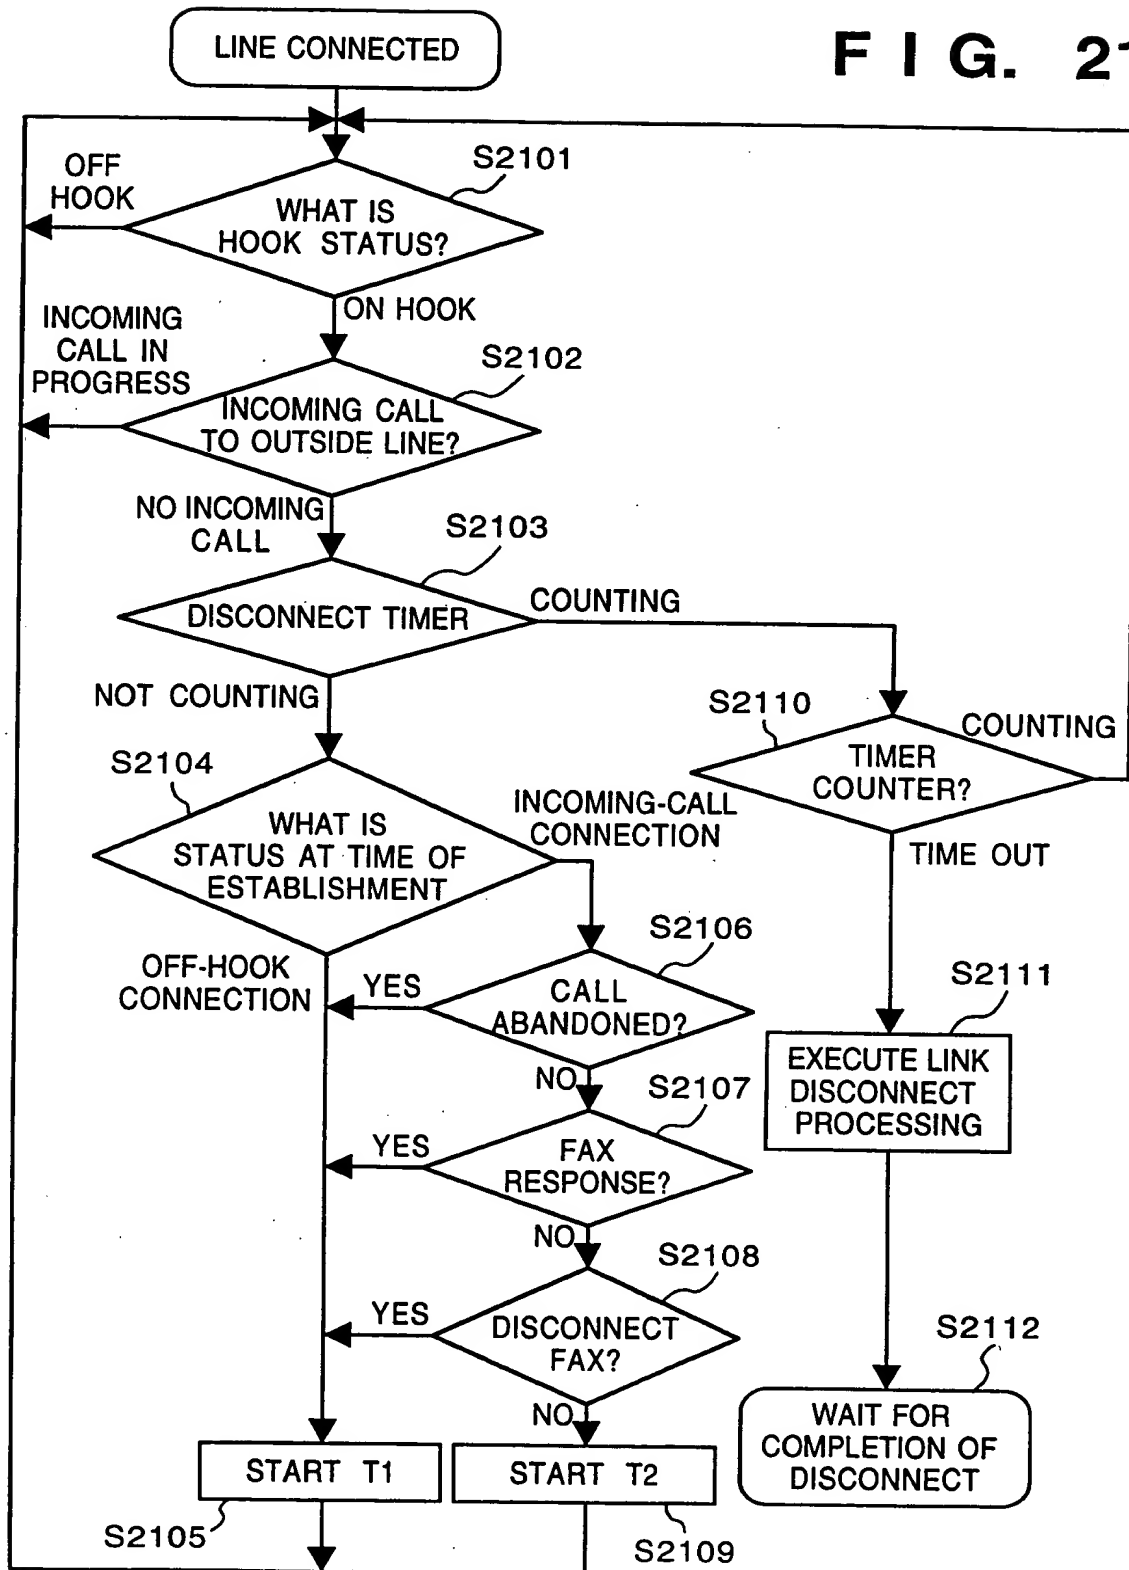 LINE CONNECTED
FIG. 21
S2101
OFF
HOOK
WHAT IS
HOOK STATUS?
ON HOOK
INCOMING
CALL IN
PROGRESS
S2102
INCOMING CALL
TO OUTSIDE LINE?
NO INCOMING
CALL
S2103
DISCONNECT TIMER
COUNTING
NOT COUNTING
S2110
COUNTING
TIMER
COUNTER?
S2104
INCOMING-CALL
CONNECTION
WHAT IS
STATUS AT TIME OF
ESTABLISHMENT
TIME OUT
OFF-HOOK
CONNECTION
S2106
YES
CALL
ABANDONED?
NO
S2111
EXECUTE LINK
DISCONNECT
PROCESSING
S2107
YES
FAX
RESPONSE?
NO
S2108
YES
DISCONNECT
FAX?
NO
S2112
WAIT FOR
COMPLETION OF
DISCONNECT
START T1
START T2
S2105
S2109